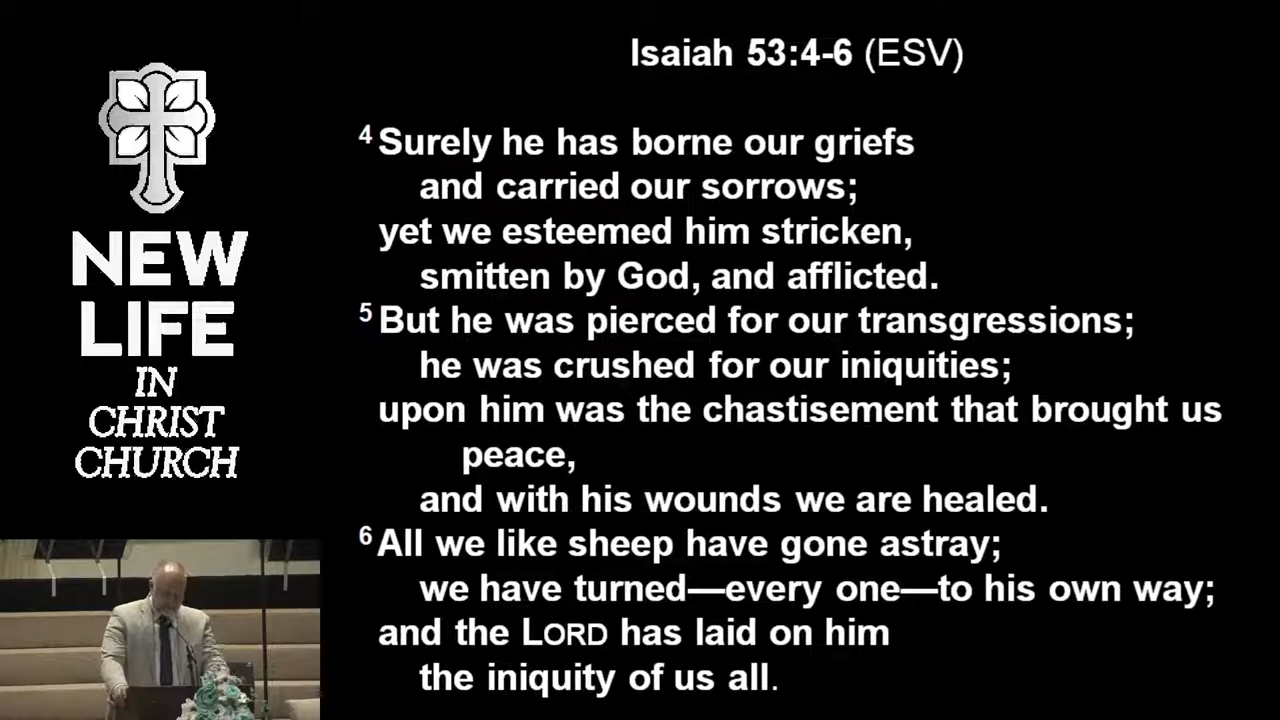 Isaiah 53:4-6 (ESV)
NEW
LIFE
IN
CHRIST
CHURCH
4 Surely he has borne our griefs
and carried our sorrows;
yet we esteemed him stricken,
smitten by God, and afflicted.
5 But he was pierced for our transgressions;
he was crushed for our iniquities;
upon him was the chastisement that brought us
peace,
and with his wounds we are healed.
6 All we like sheep have gone astray;
we have turned—every one—to his own way;
and the LORD has laid on him
the iniquity of us all.